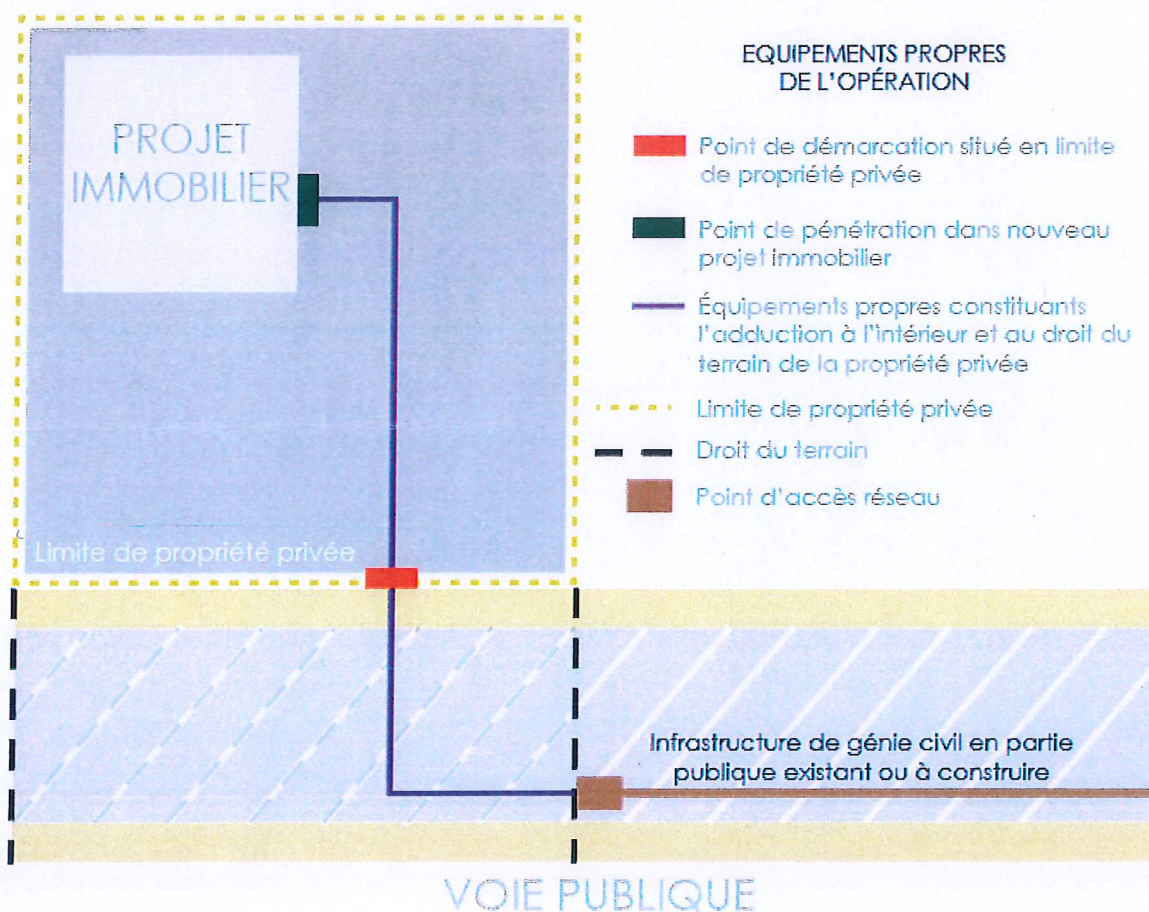 PROJET
IMMOBILIER
Limite de propriété privée
EQUIPEMENTS PROPRES
DE L'OPÉRATION
Point de démarcation situé en limite
de propriété privée
Point de pénétration dans nouveau
projet immobilier
Équipements propres constituants
l'adduction à l'intérieur et au droit du
terrain de la propriété privée
Limite de propriété privée
Droit du terrain
Point d'accès réseau
Infrastructure de génie civil en partie
publique existant ou à construire
VOIE PUBLIQUE